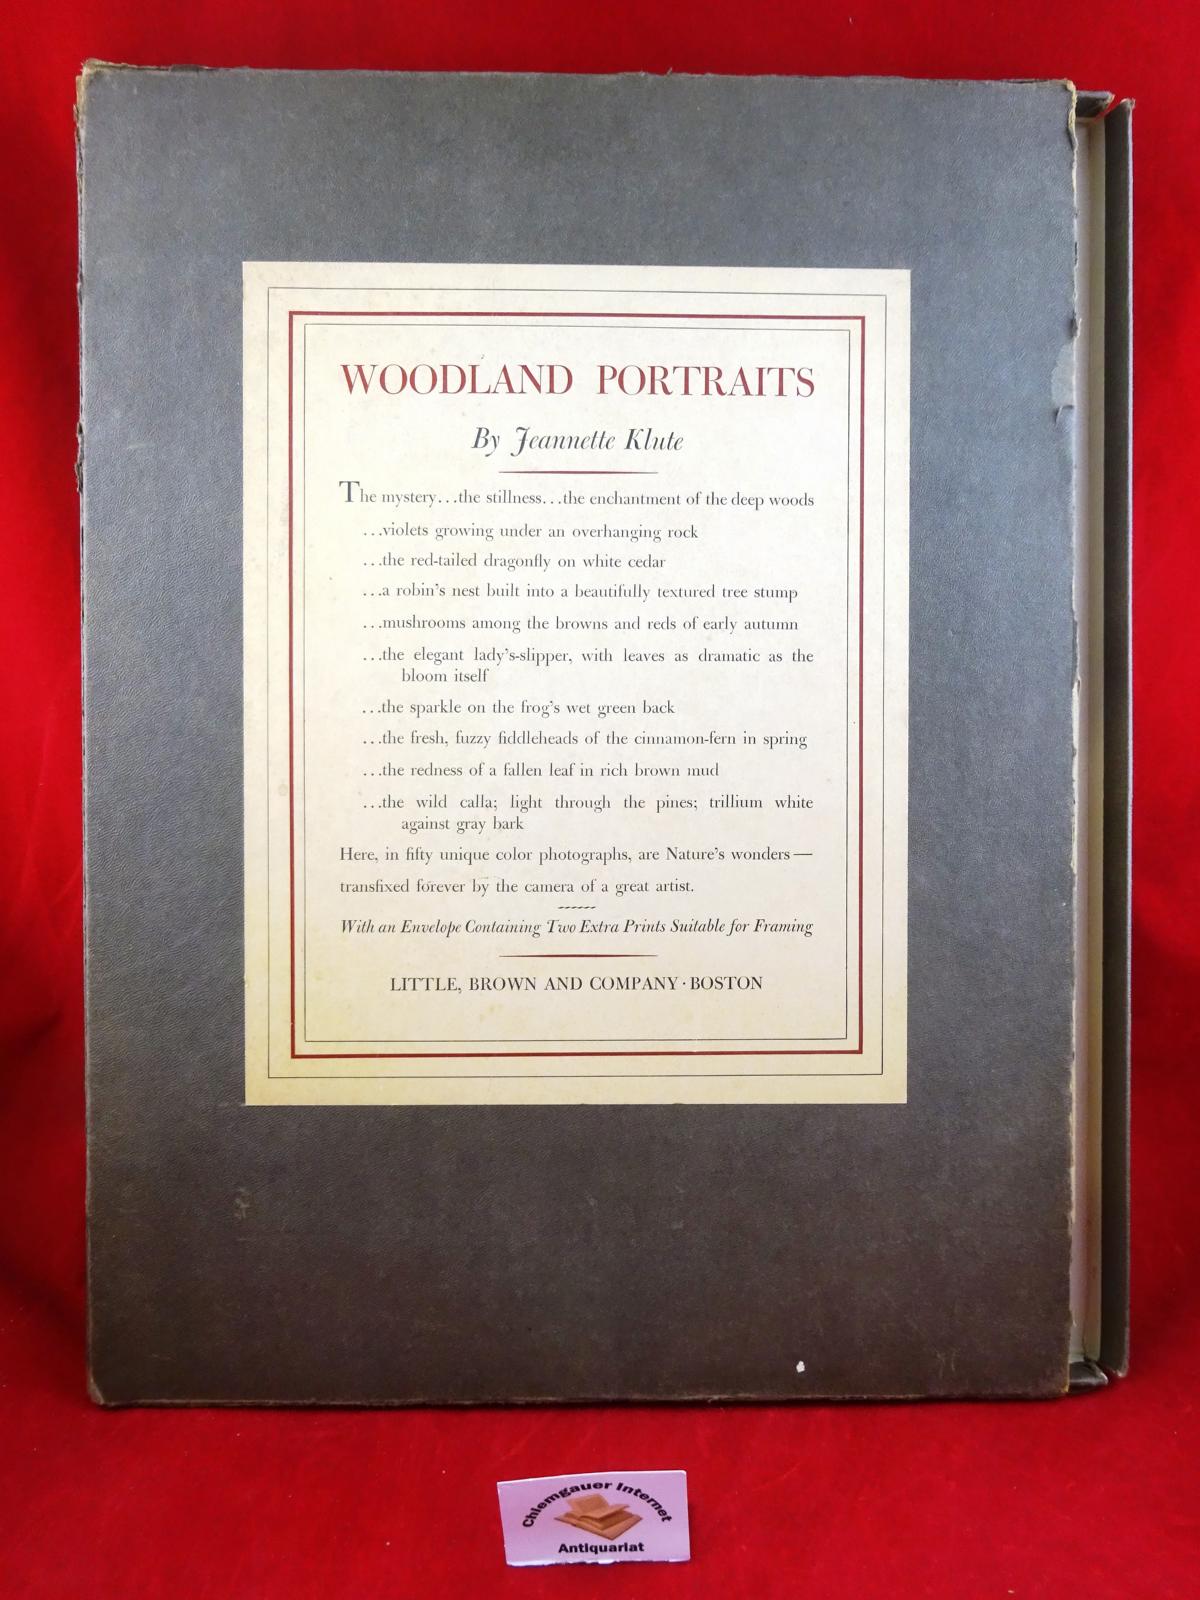 WOODLAND PORTRAITS
By Jeannette Klute
The mystery...the stillness...the enchantment of the deep woods
...violets growing under an overhanging rock
...the red-tailed dragonfly on white cedar
...a robin's nest built into a beautifully textured tree stump
...mushrooms among the browns and reds of early autumn
...the elegant lady's-slipper, with leaves as dramatic as the
bloom itself
...the sparkle on the frog's wet green back
...the fresh, fuzzy fiddleheads of the cinnamon-fern in spring
...the redness of a fallen leaf in rich brown mud
...the wild calla; light through the pines; trillium white
against gray bark
Here, in fifty unique color photographs, are Nature's wonders—
transfixed forever by the camera of a great artist.
With an Envelope Containing Two Extra Prints Suitable for Framing
LITTLE, BROWN AND COMPANY · BOSTON
Chiemgauer Internet
Antiquariat